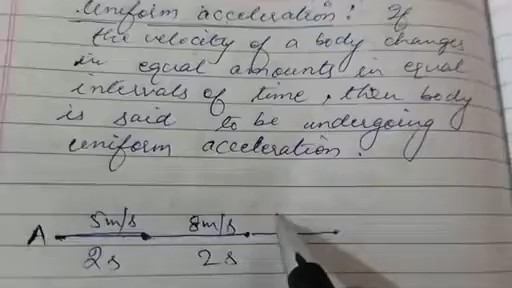 Uniform acceleration: If
the velocity of a body changes
in equal amounts in equal
intervals of time, then body
is said to be undergoing
uniform acceleration.
5m/s 8m/s
A
2s 2s